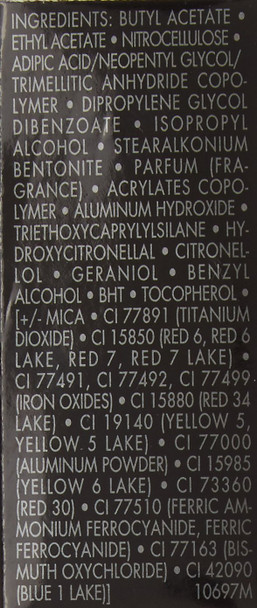 INGREDIENTS: BUTYL ACETATE •
ETHYL ACETATE • NITROCELLULOSE •
ADIPIC ACID/NEOPENTYL GLYCOL/
TRIMELLITIC ANHYDRIDE COPO-
LYMER • DIPROPYLENE GLYCOL
DIBENZOATE • ISOPROPYL
ALCOHOL • STEARALKONIUM
BENTONITE • PARFUM (FRA-
GRANCE) • ACRYLATES COPO-
LYMER • ALUMINUM HYDROXIDE •
TRIETHOXYCAPRYLYLSILANE • HY-
DROXYCITRONELLAL • CITRONEL-
LOL • GERANIOL • BENZYL
ALCOHOL • BHT • TOCOPHEROL •
[+/- MICA • CI 77891 (TITANIUM
DIOXIDE) • CI 15850 (RED 6, RED 6
LAKE, RED 7, RED 7 LAKE) •
CI 77491, CI 77492, CI 77499
(IRON OXIDES) • CI 15880 (RED 34
LAKE) • CI 19140 (YELLOW 5,
YELLOW 5 LAKE) • CI 77000
(ALUMINUM POWDER) • CI 15985
(YELLOW 6 LAKE) • CI 73360
(RED 30) • CI 77510 (FERRIC AM-
MONIUM FERROCYANIDE, FERRIC
FERROCYANIDE) • CI 77163 (BIS-
MUTH OXYCHLORIDE) • CI 42090
(BLUE 1 LAKE)] 10697M